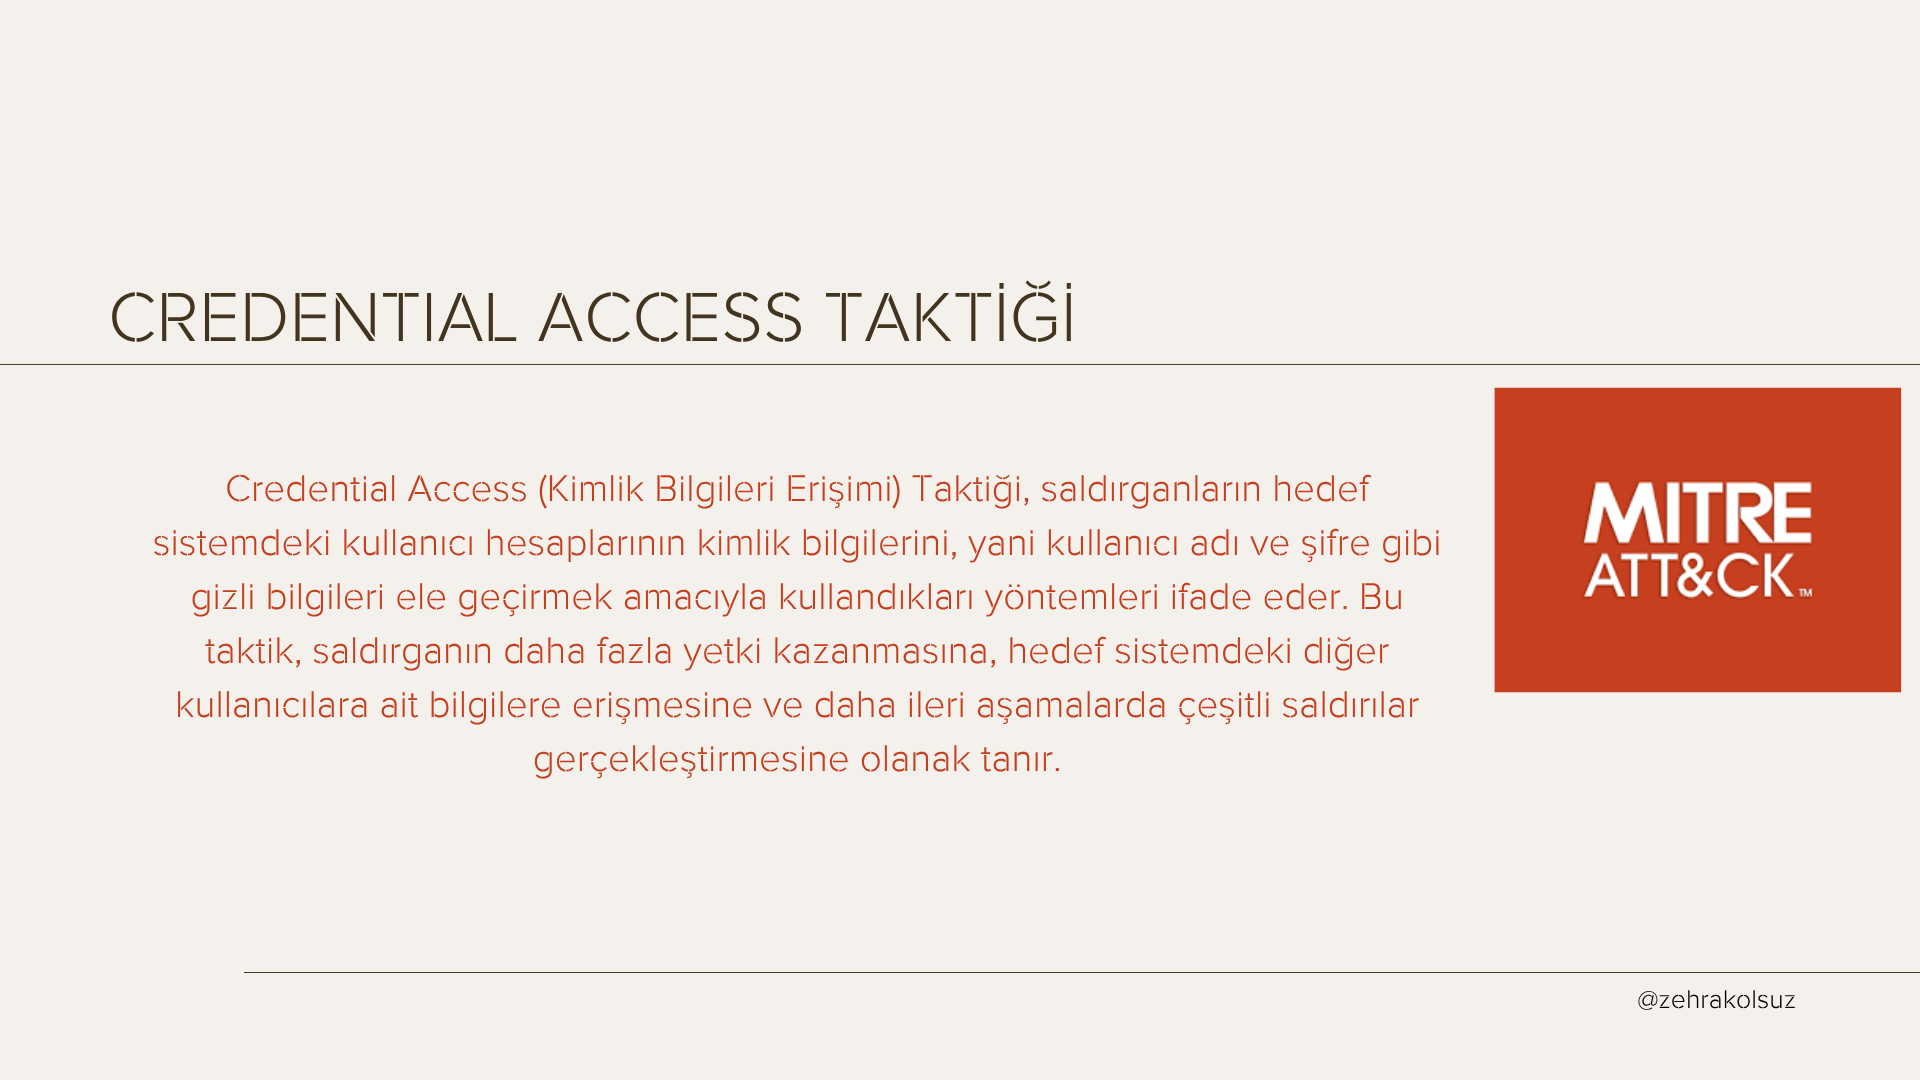 CREDENTIAL ACCESS TAKTİĞİ
Credential Access (Kimlik Bilgileri Erişimi) Taktiği, saldırganların hedef
sistemdeki kullanıcı hesaplarının kimlik bilgilerini, yani kullanıcı adı ve şifre gibi
gizli bilgileri ele geçirmek amacıyla kullandıkları yöntemleri ifade eder. Bu
taktik, saldırganın daha fazla yetki kazanmasına, hedef sistemdeki diğer
kullanıcılara ait bilgilere erişmesine ve daha ileri aşamalarda çeşitli saldırılar
gerçekleştirmesine olanak tanır.
MITRE
ATT&CK™
@zehrakolsuz